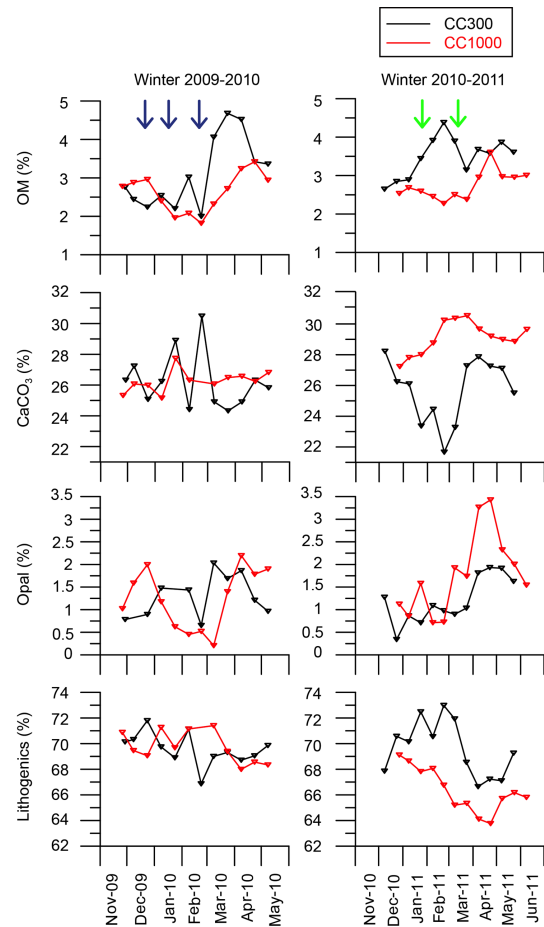 CC300
CC1000
Winter 2009-2010
Winter 2010-2011
OM (%)
5
4
3
2
1
5
4
3
2
1
CaCO3 (%)
32
30
28
26
24
22
32
30
28
26
24
22
Opal (%)
3.5
3
2.5
2
1.5
1
0.5
0
3.5
3
2.5
2
1.5
1
0.5
0
Lithogenics (%)
74
72
70
68
66
64
62
74
72
70
68
66
64
62
Nov-09
Dec-09
Jan-10
Feb-10
Mar-10
Apr-10
May-10
Nov-10
Dec-10
Jan-11
Feb-11
Mar-11
Apr-11
May-11
Jun-11